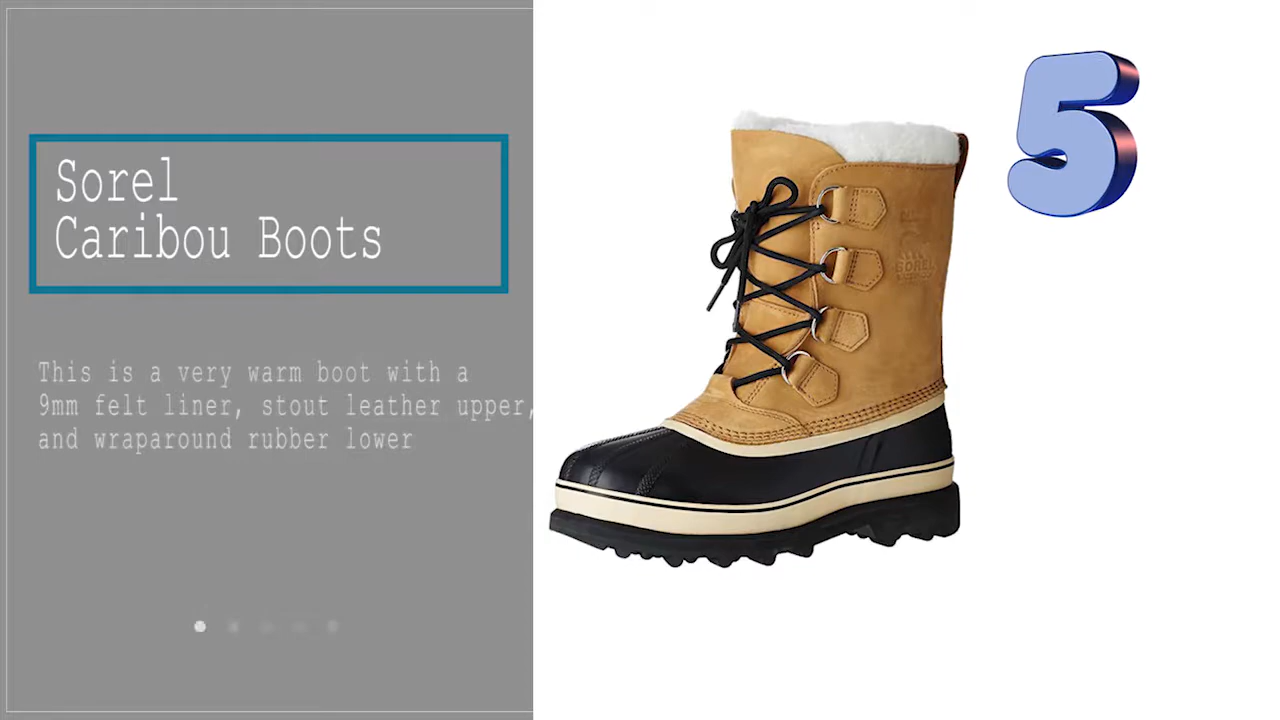 Sorel
Caribou Boots
This is a very warm boot with a
9mm felt liner, stout leather upper,
and wraparound rubber lower
5
SOREL